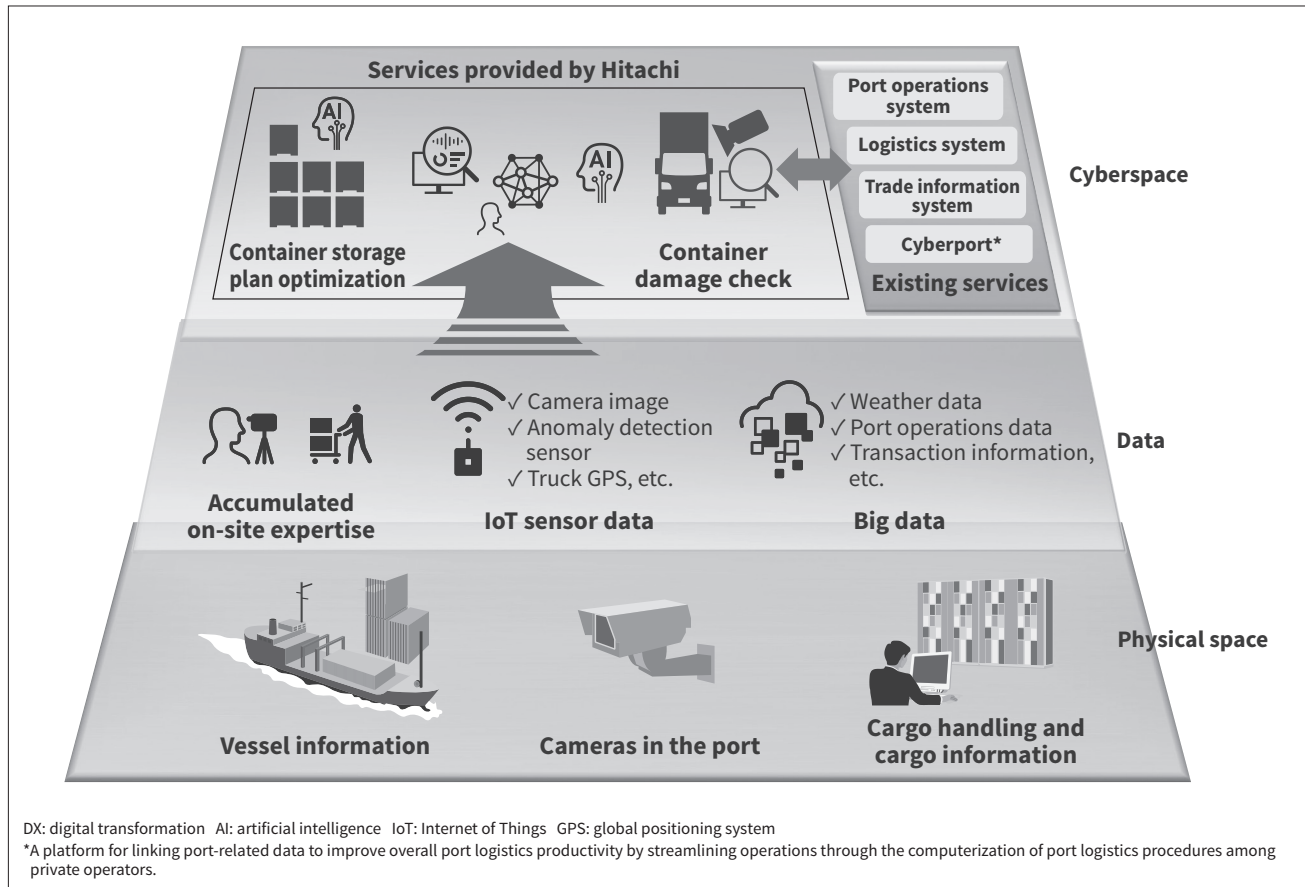 Services provided by Hitachi
AI
AI
Container storage
plan optimization
Container
damage check
Port operations
system
Logistics system
Trade information
system
Cyberport*
Existing services
Cyberspace
Accumulated
on-site expertise
✓ Camera image
✓ Anomaly detection
sensor
✓ Truck GPS, etc.
IoT sensor data
✓ Weather data
✓ Port operations data
✓ Transaction information,
etc.
Big data
Data
Vessel information
Cameras in the port
Cargo handling and
cargo information
Physical space
DX: digital transformation AI: artificial intelligence IoT: Internet of Things GPS: global positioning system
*A platform for linking port-related data to improve overall port logistics productivity by streamlining operations through the computerization of port logistics procedures among
private operators.